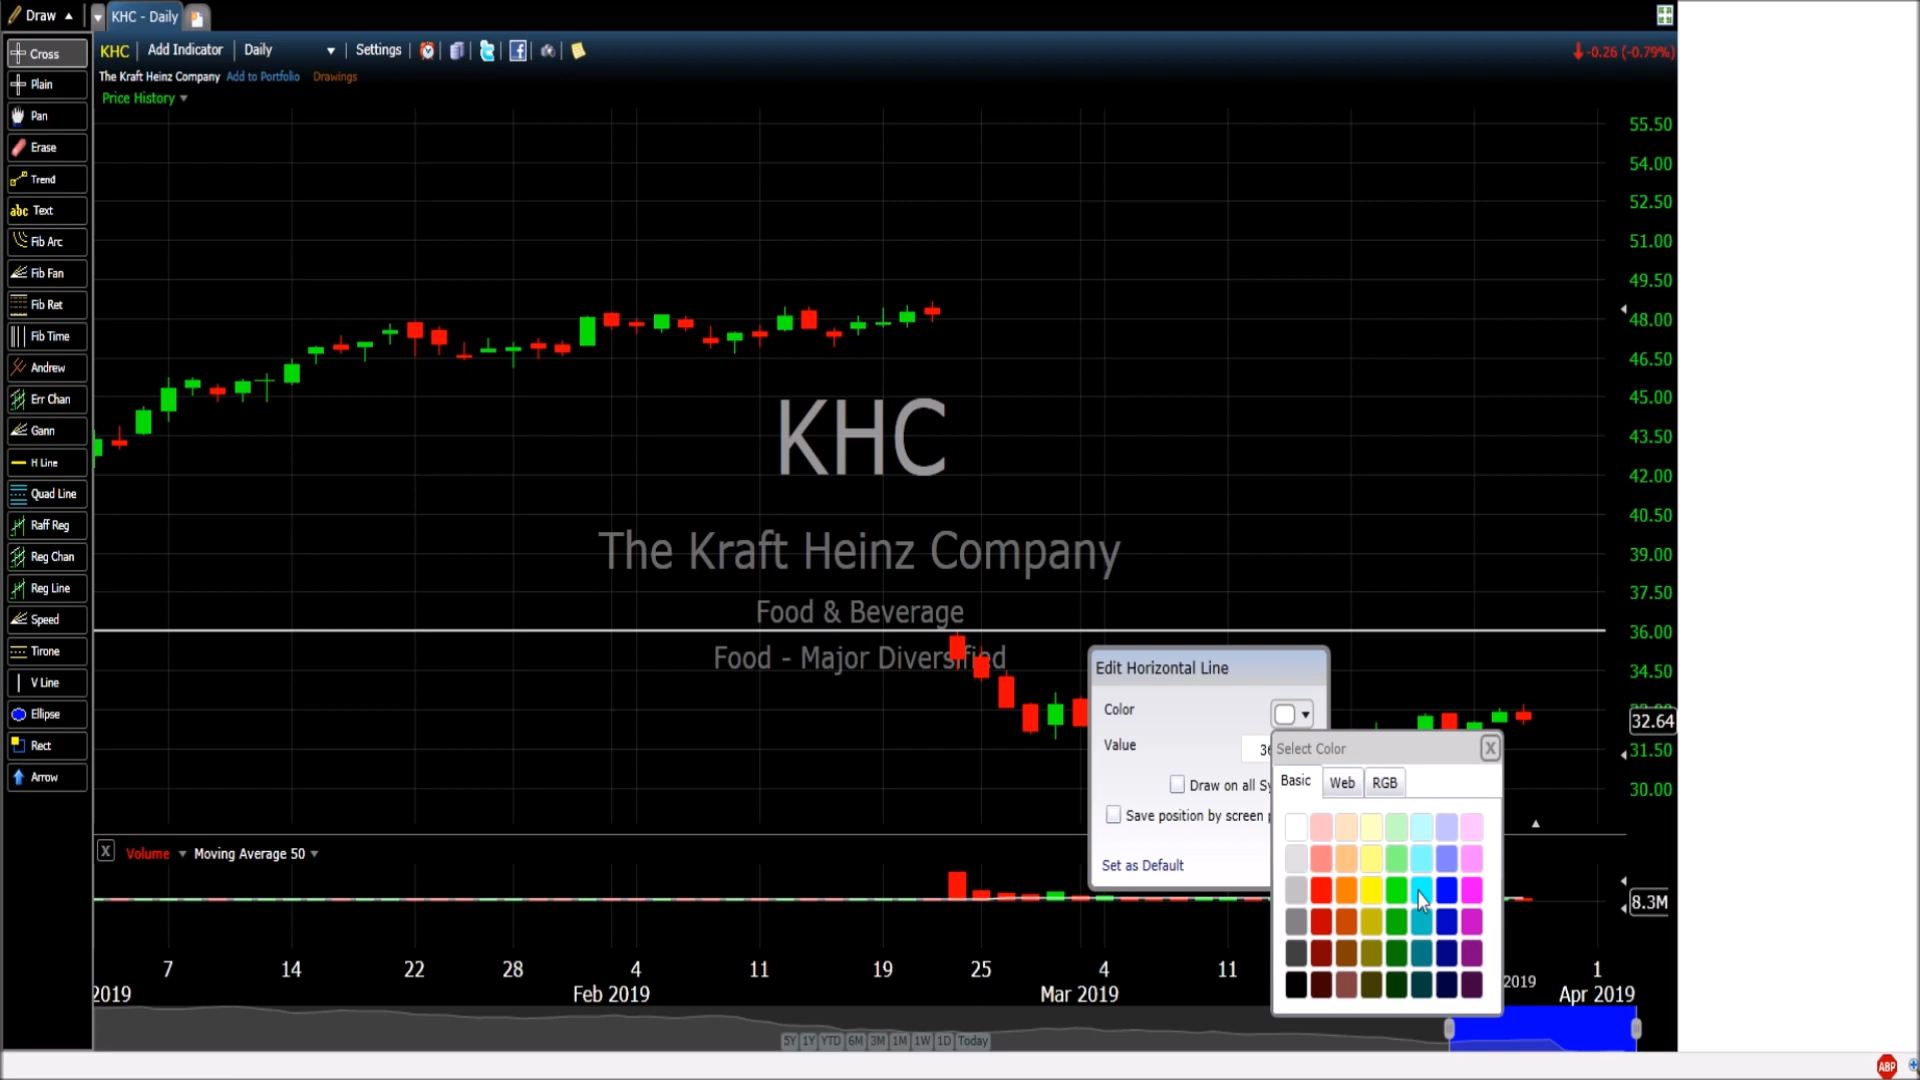 Draw
KHC - Daily
KHC
Add Indicator
Daily
Settings
-0.26 (-0.79%)
The Kraft Heinz Company
Add to Portfolio
Drawings
Price History
Cross
Plain
Pan
Erase
Trend
abc Text
Fib Arc
Fib Fan
Fib Ret
Fib Time
Andrew
Err Chan
Gann
H Line
Quad Line
Raff Reg
Reg Chan
Reg Line
Speed
Tirone
V Line
Ellipse
Rect
Arrow
KHC
The Kraft Heinz Company
Food & Beverage
Food - Major Diversified
55.50
54.00
52.50
51.00
49.50
48.00
46.50
45.00
43.50
42.00
40.50
39.00
37.50
36.00
34.50
32.64
31.50
30.00
Edit Horizontal Line
Color
Value
36
Draw on all Sy
Save position by screen
Set as Default
Select Color
X
Basic
Web
RGB
X
Volume
Moving Average 50
8.3M
7
14
22
28
4
11
19
25
4
11
1
2019
Feb 2019
Mar 2019
2019
Apr 2019
5Y
1Y
YTD
6M
3M
1M
1W
1D
Today
ABP